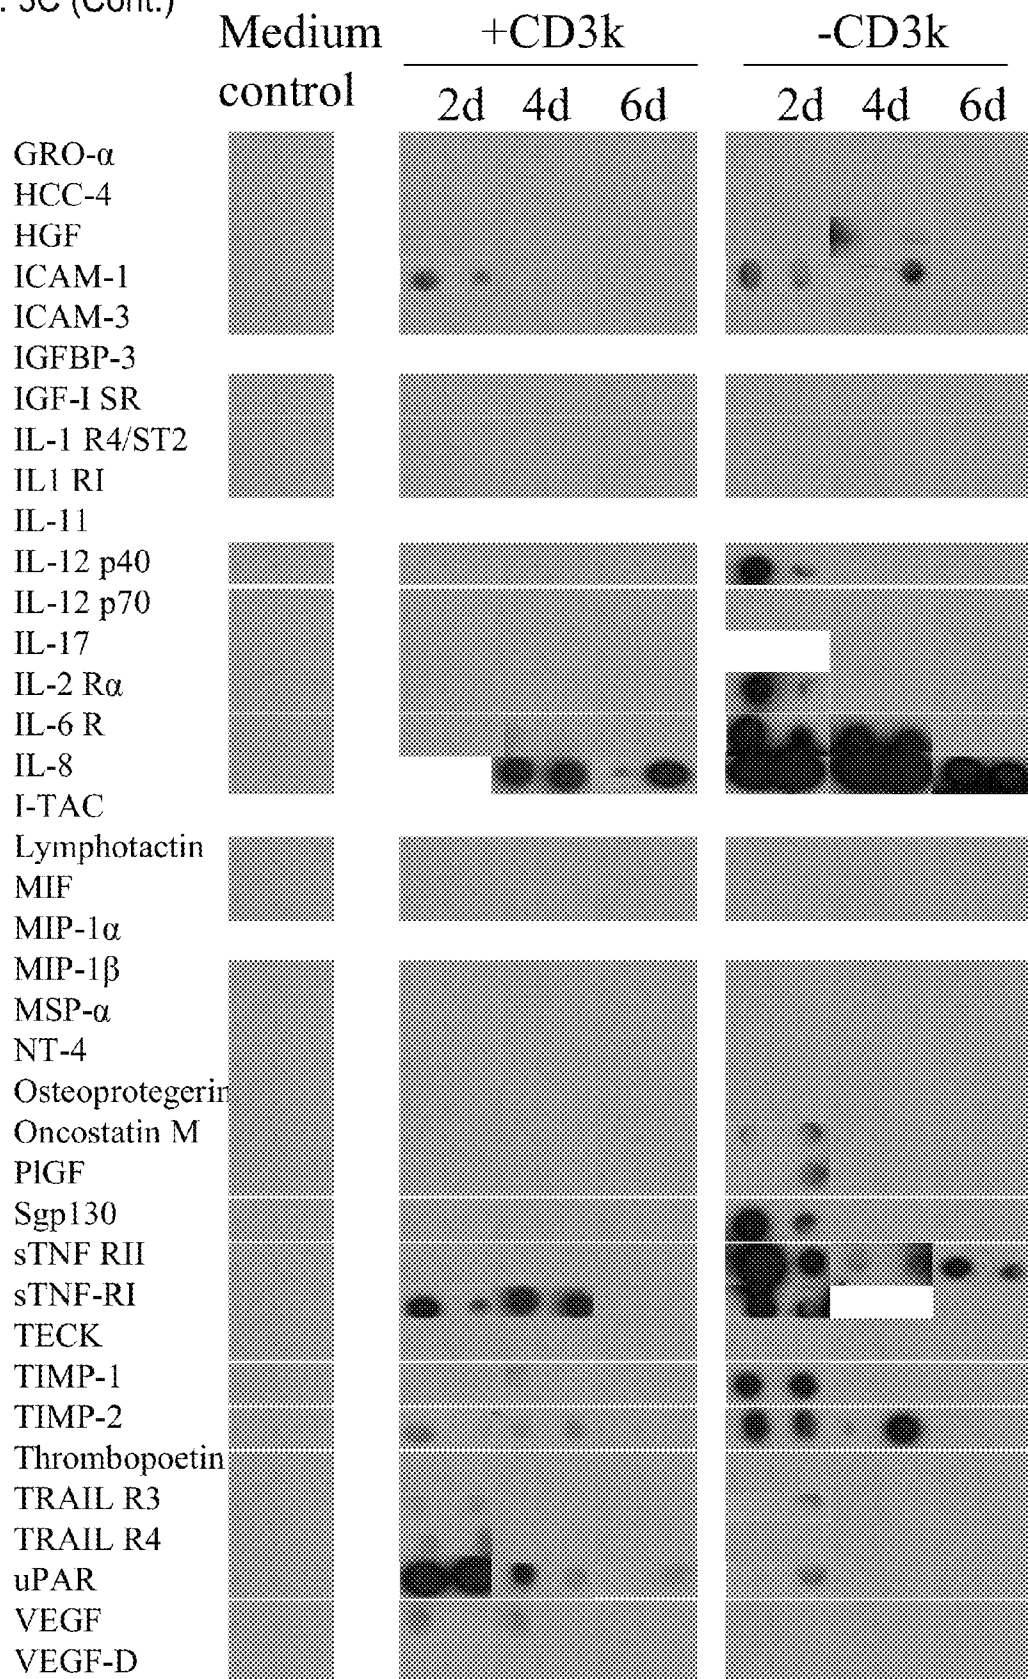 . 3C (Cont.)
Medium control
+CD3k
-CD3k
2d 4d 6d
2d 4d 6d
GRO-α
HCC-4
HGF
ICAM-1
ICAM-3
IGFBP-3
IGF-I SR
IL-1 R4/ST2
IL1 RI
IL-11
IL-12 p40
IL-12 p70
IL-17
IL-2 Rα
IL-6 R
IL-8
I-TAC
Lymphotactin
MIF
MIP-1α
MIP-1β
MSP-α
NT-4
Osteoprotegerin
Oncostatin M
PlGF
Sgp130
sTNF RII
sTNF-RI
TECK
TIMP-1
TIMP-2
Thrombopoetin
TRAIL R3
TRAIL R4
uPAR
VEGF
VEGF-D